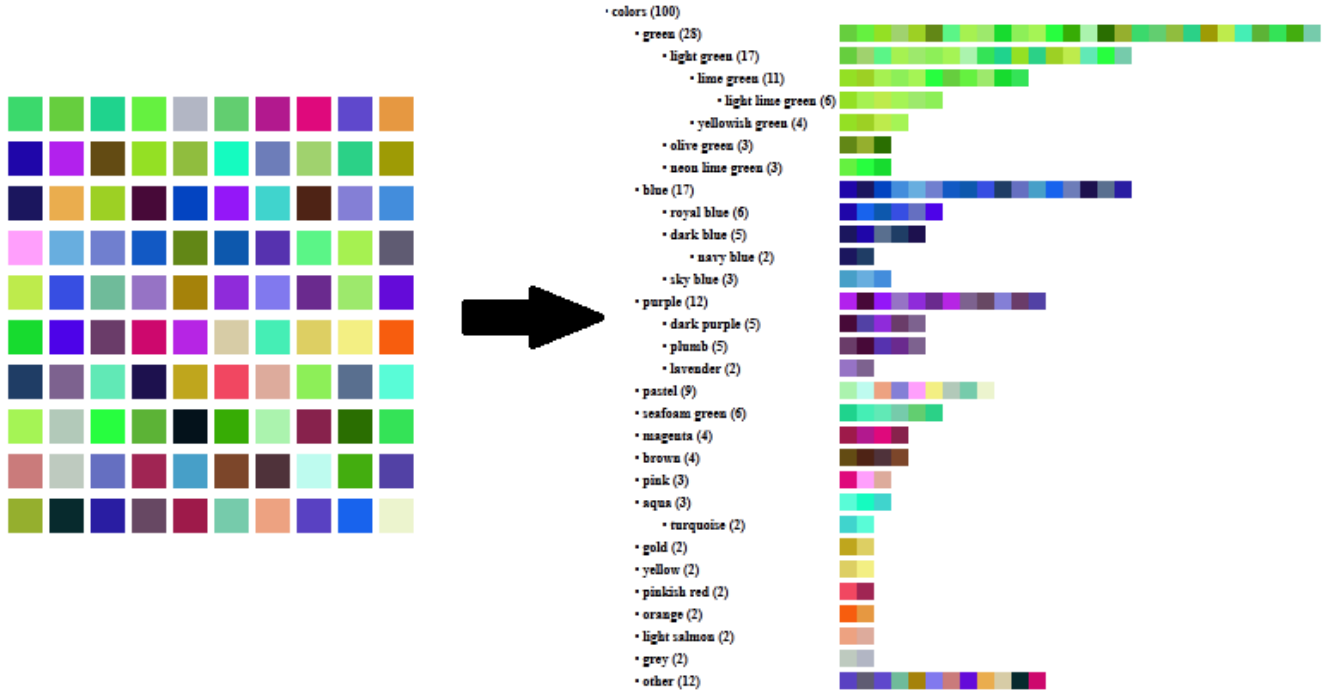 • colors (100)
• green (28)
• light green (17)
• lime green (11)
• light lime green (6)
• yellowish green (4)
• olive green (3)
• neon lime green (3)
• blue (17)
• royal blue (6)
• dark blue (5)
• navy blue (2)
• sky blue (3)
• purple (12)
• dark purple (5)
• plumb (5)
• lavender (2)
• pastel (9)
• seafoam green (6)
• magenta (4)
• brown (4)
• pink (3)
• aqua (3)
• turquoise (2)
• gold (2)
• yellow (2)
• pinkish red (2)
• orange (2)
• light salmon (2)
• grey (2)
• other (12)